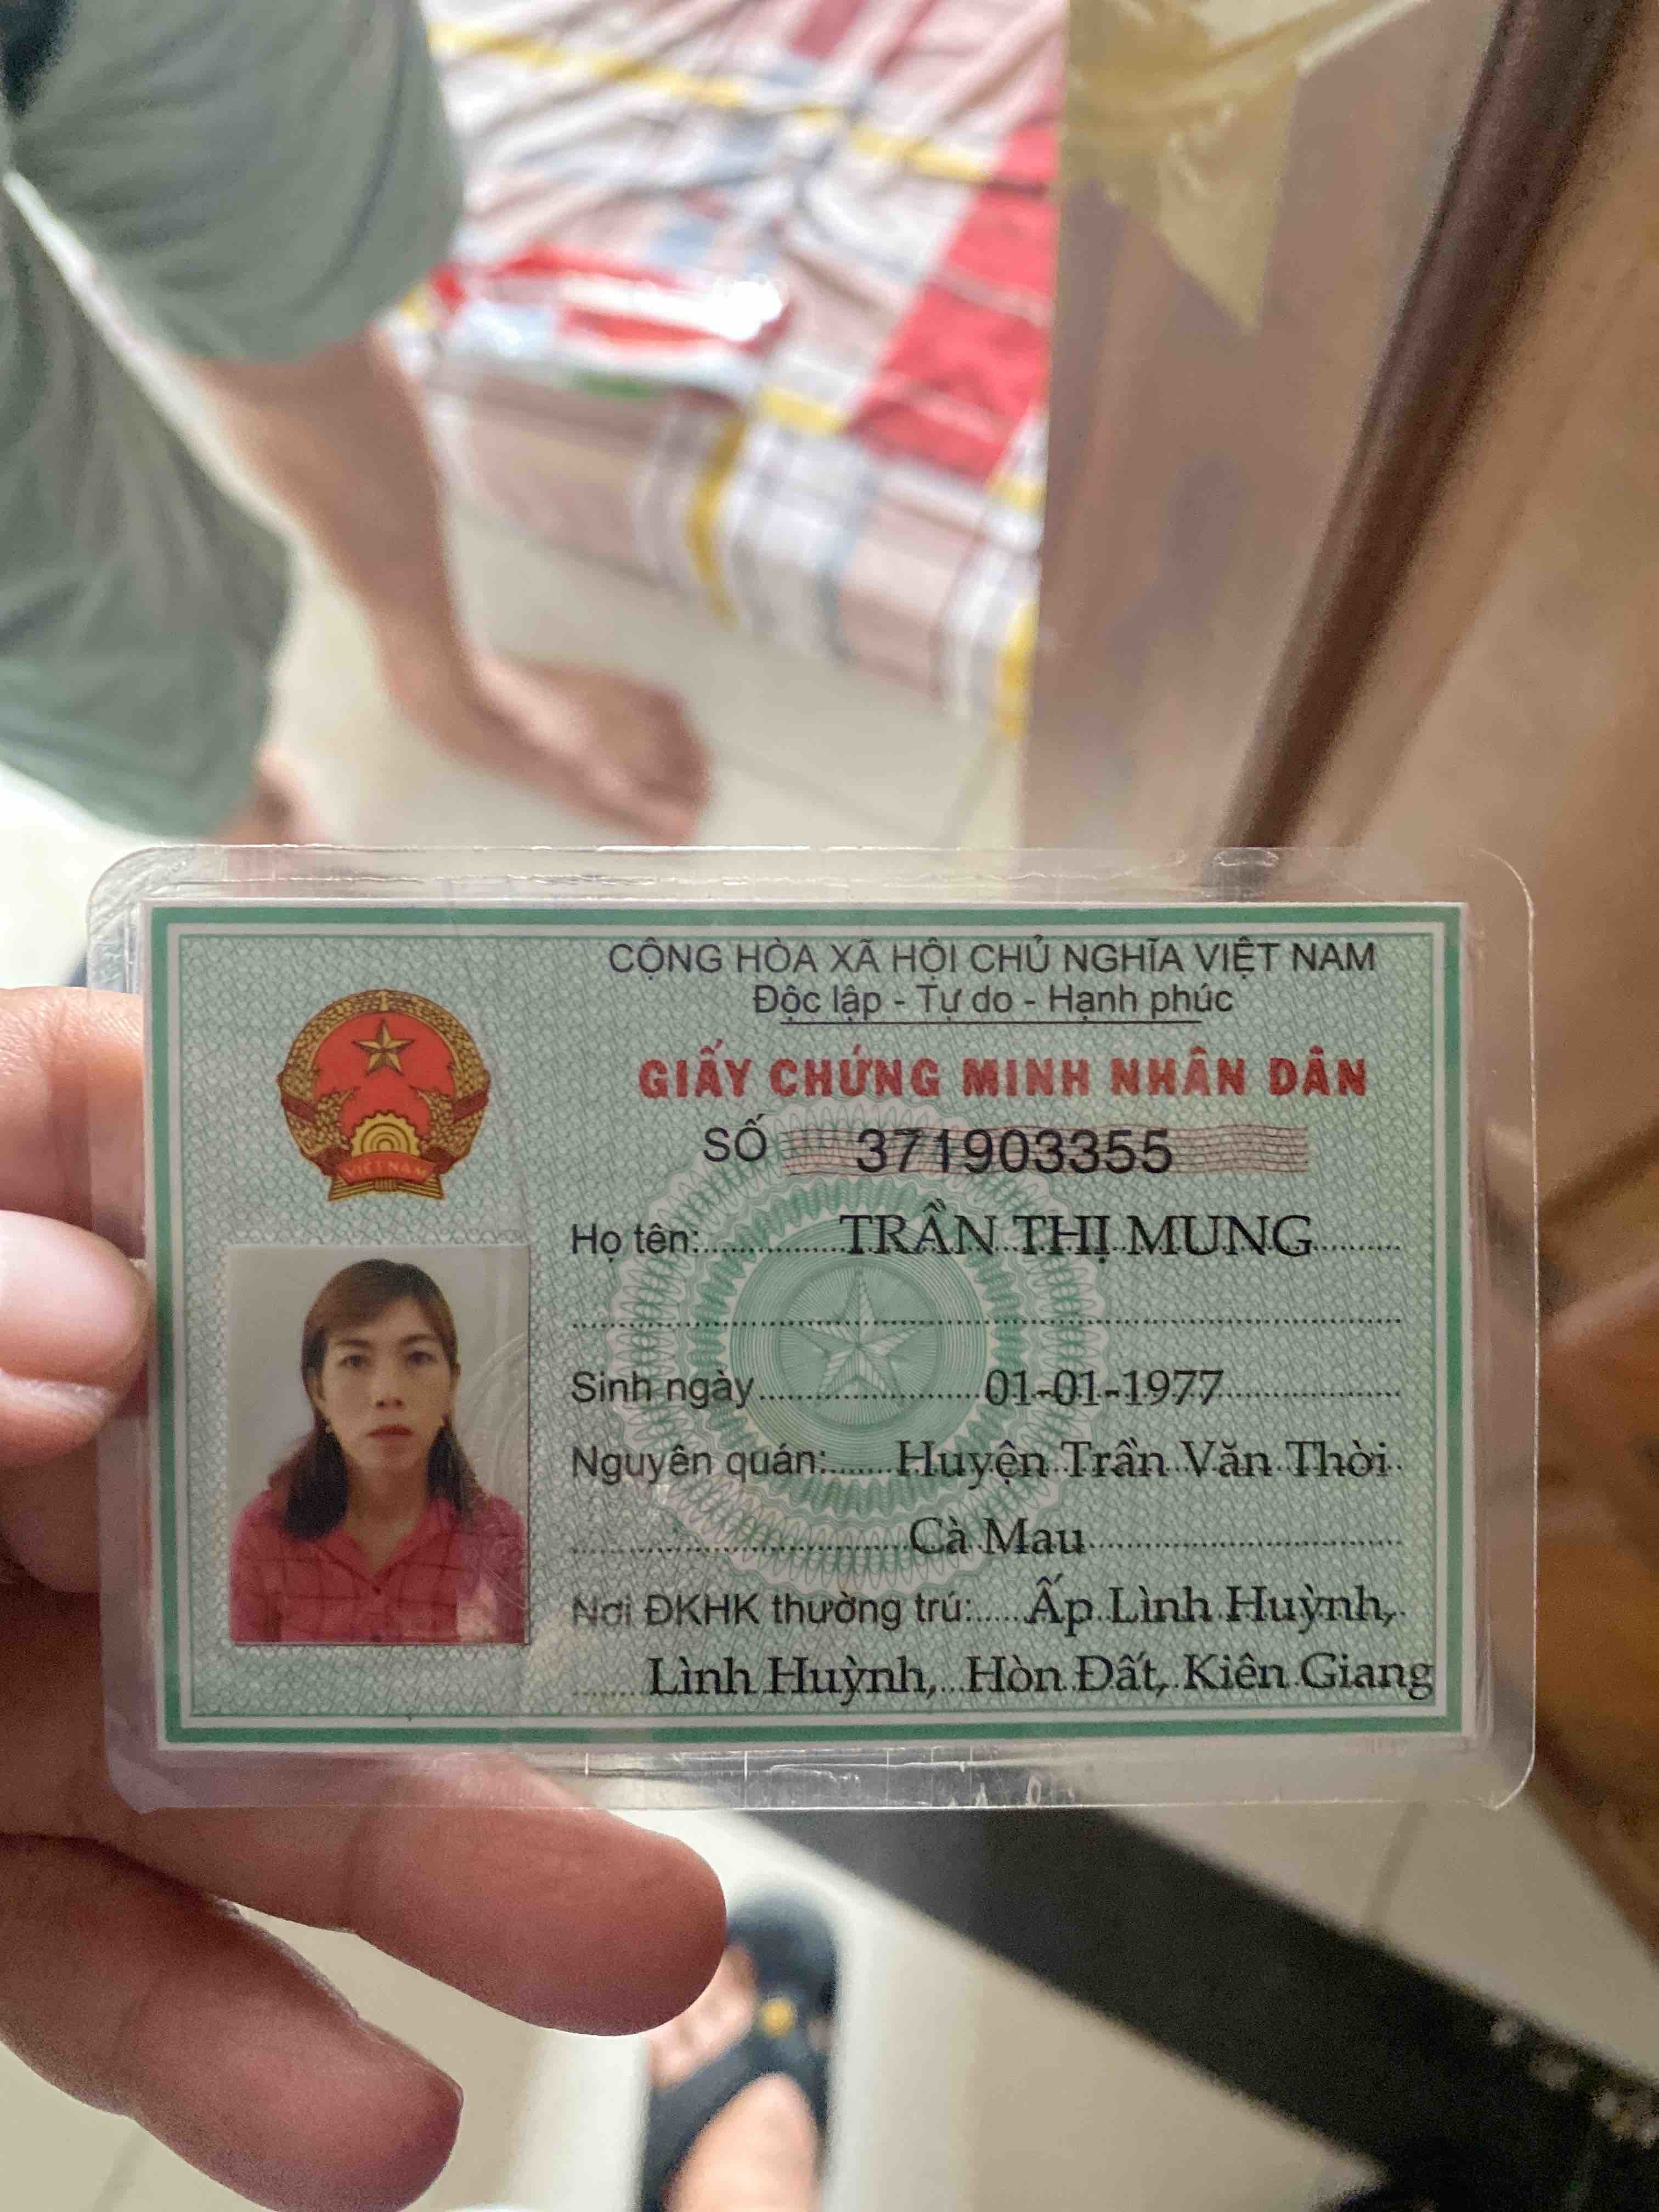 CỘNG HÒA XÃ HỘI CHỦ NGHĨA VIỆT NAM
Độc lập - Tự do - Hạnh phúc
GIẤY CHỨNG MINH NHÂN DÂN
SỐ 371903355
VIỆT NAM
Họ tên: TRẦN THỊ MUNG
Sinh ngày 01-01-1977
Nguyên quán: Huyện Trần Văn Thời
Cà Mau
Nơi ĐKHK thường trú: Ấp Lình Huỳnh,
Lình Huỳnh, Hòn Đất, Kiên Giang